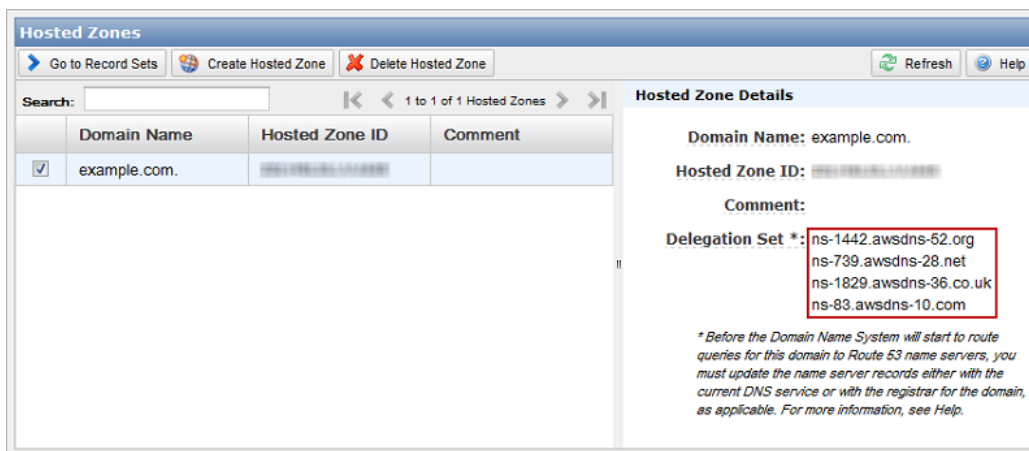 Hosted Zones
Go to Record Sets Create Hosted Zone Delete Hosted Zone Refresh Help
Search: 1 to 1 of 1 Hosted Zones
Domain Name Hosted Zone ID Comment
example.com.
Hosted Zone Details
Domain Name: example.com.
Hosted Zone ID:
Comment:
Delegation Set *: ns-1442.awsdns-52.org
ns-739.awsdns-28.net
ns-1829.awsdns-36.co.uk
ns-83.awsdns-10.com
* Before the Domain Name System will start to route
queries for this domain to Route 53 name servers, you
must update the name server records either with the
current DNS service or with the registrar for the domain,
as applicable. For more information, see Help.